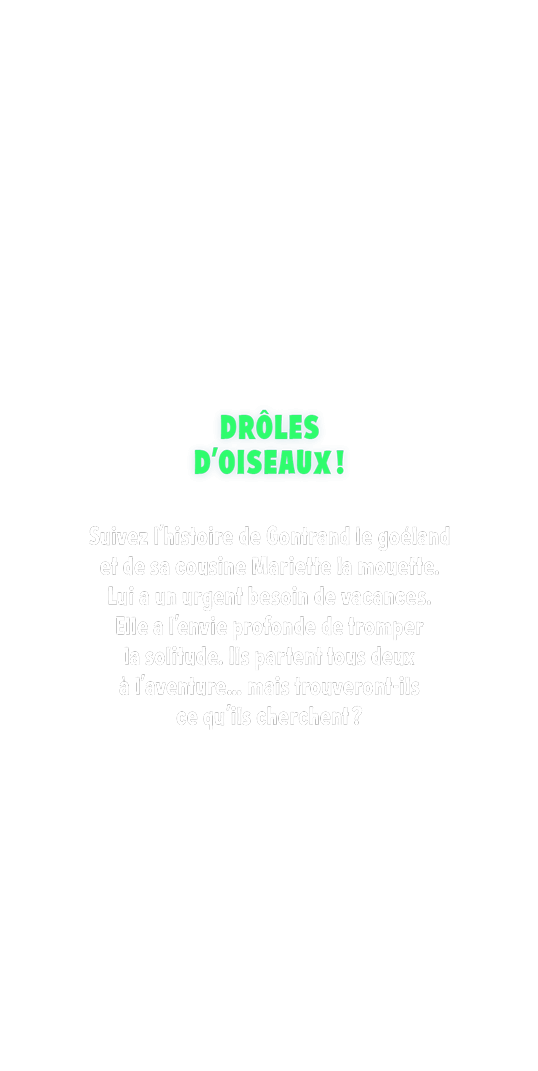 DRÔLES
D'OISEAUX !
Suivez l'histoire de Gontrand le goéland
et de sa cousine Mariette la mouette.
Lui a un urgent besoin de vacances.
Elle a l'envie profonde de tromper
la solitude. Ils partent tous deux
à l'aventure... mais trouveront-ils
ce qu'ils cherchent ?